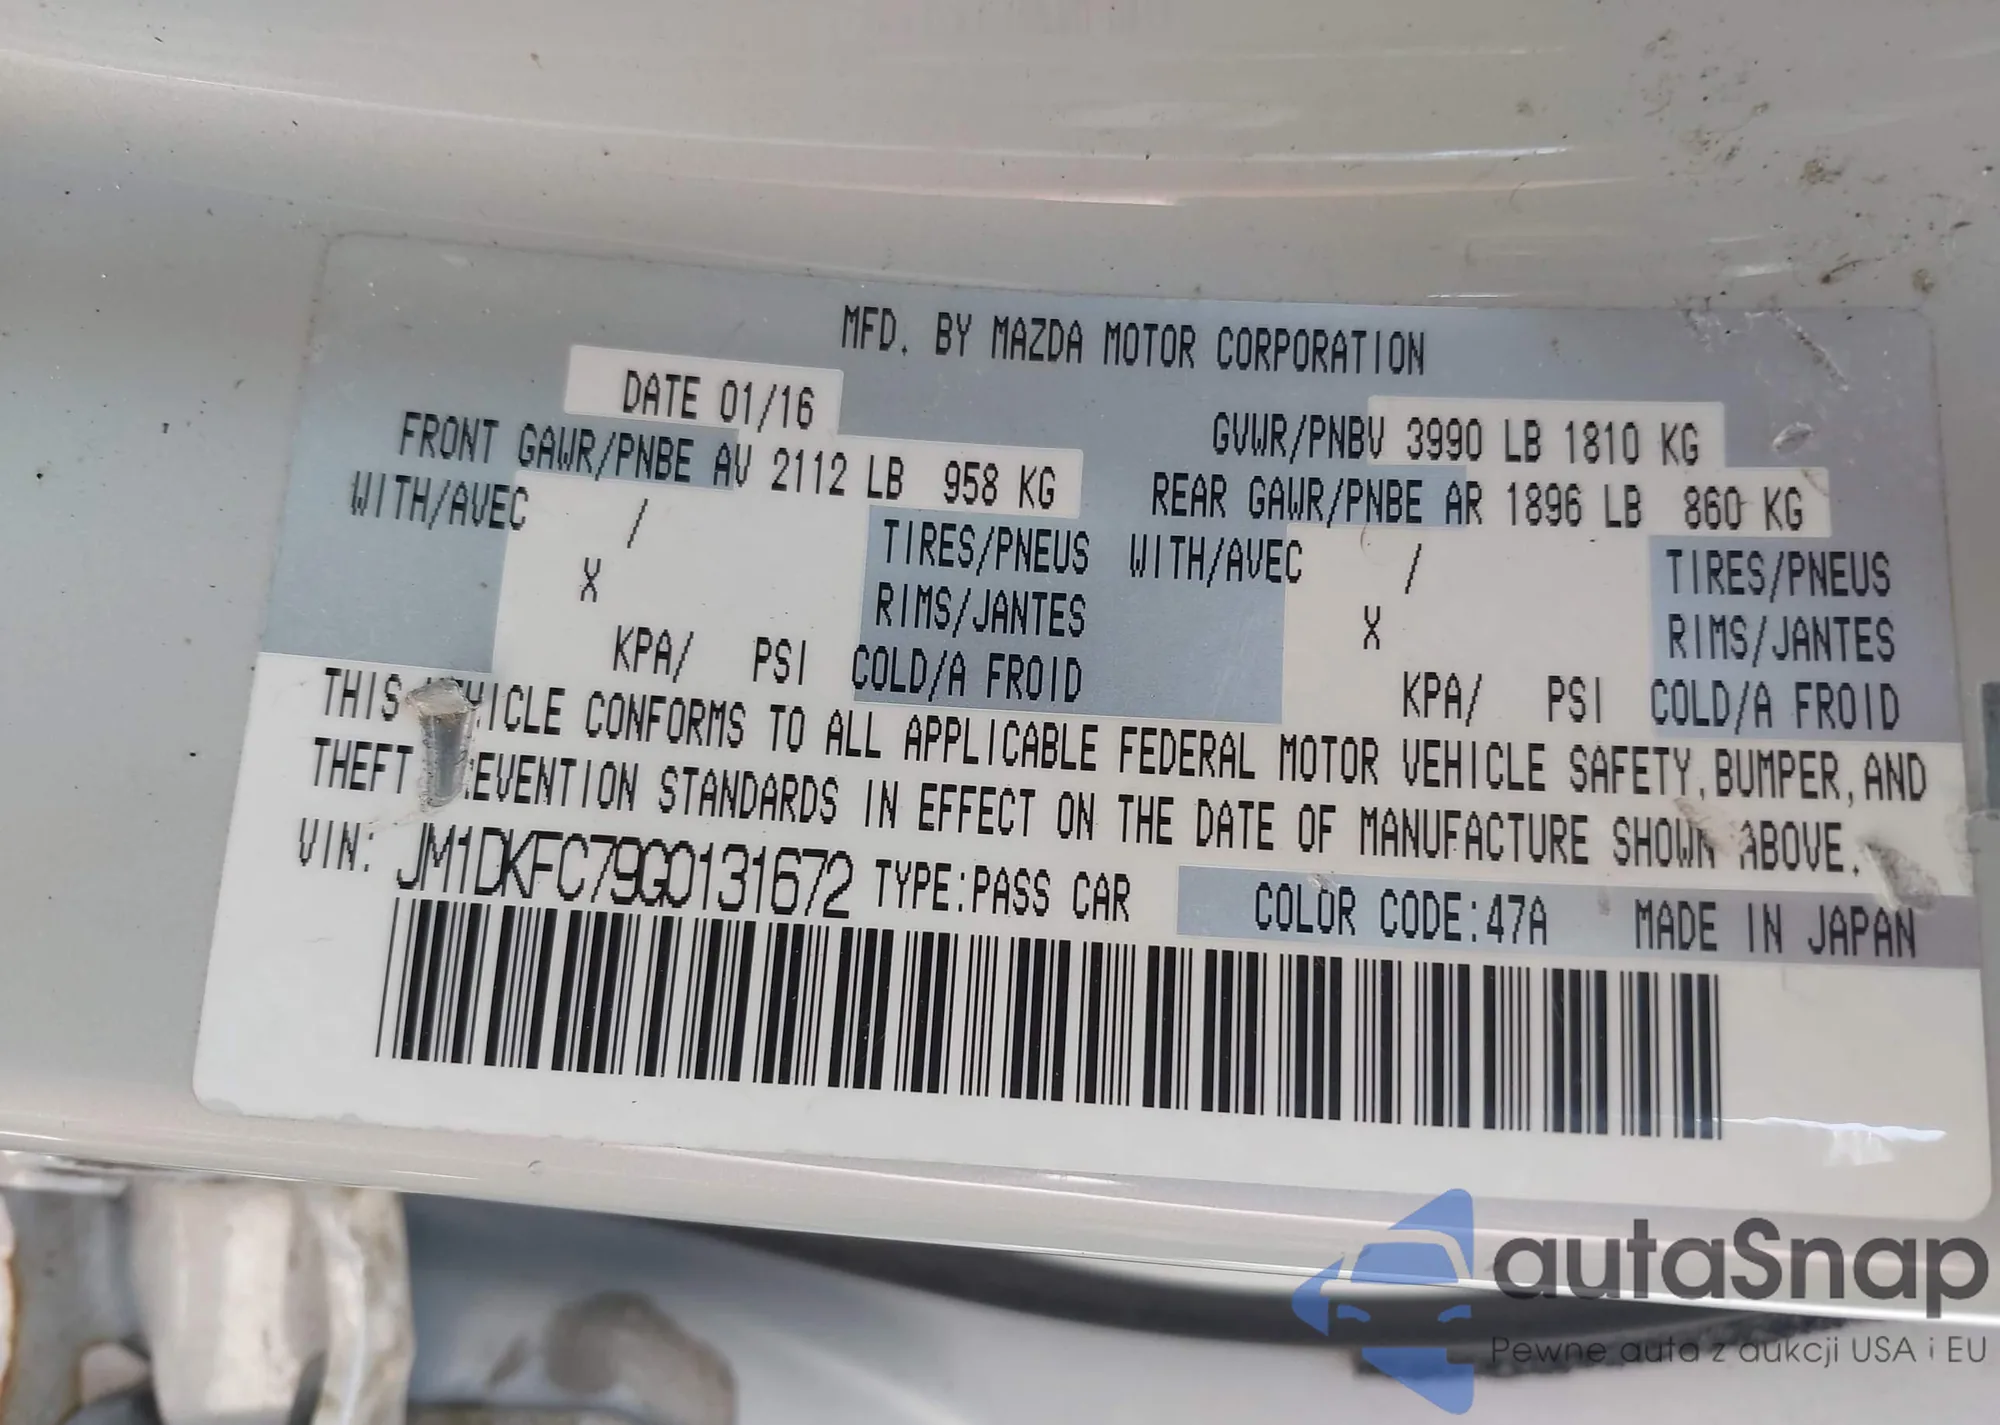 MFD. BY MAZDA MOTOR CORPORATION
DATE 01/16
GVWR/PNBV 3990 LB 1810 KG
FRONT GAWR/PNBE AV 2112 LB 958 KG
REAR GAWR/PNBE AR 1896 LB 860 KG
WITH/AVEC / TIRES/PNEUS
X RIMS/JANTES
KPA/ PSI COLD/A FROID
WITH/AVEC / TIRES/PNEUS
X RIMS/JANTES
KPA/ PSI COLD/A FROID
THIS VEHICLE CONFORMS TO ALL APPLICABLE FEDERAL MOTOR VEHICLE SAFETY, BUMPER, AND
THEFT PREVENTION STANDARDS IN EFFECT ON THE DATE OF MANUFACTURE SHOWN ABOVE.
VIN: JM1DKFC79G0131672 TYPE:PASS CAR COLOR CODE:47A MADE IN JAPAN
autaSnap
Pewne auta z aukcji USA i EU